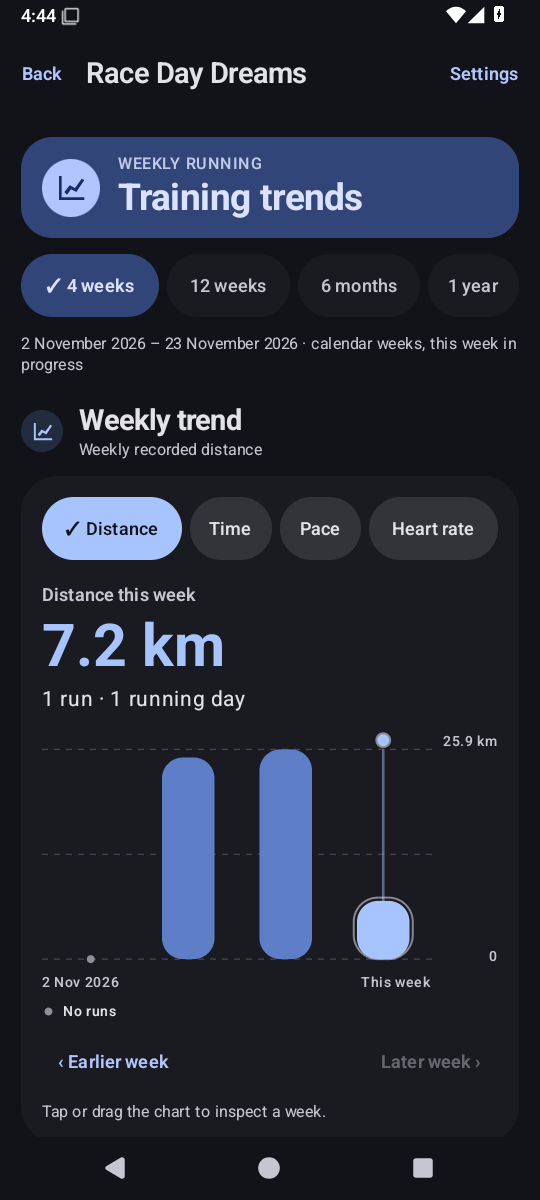 4:44
Back Race Day Dreams Settings
WEEKLY RUNNING
Training trends
✓ 4 weeks 12 weeks 6 months 1 year
2 November 2026 – 23 November 2026 · calendar weeks, this week in
progress
Weekly trend
Weekly recorded distance
✓ Distance Time Pace Heart rate
Distance this week
7.2 km
1 run · 1 running day
25.9 km
0
2 Nov 2026 This week
No runs
‹ Earlier week Later week ›
Tap or drag the chart to inspect a week.